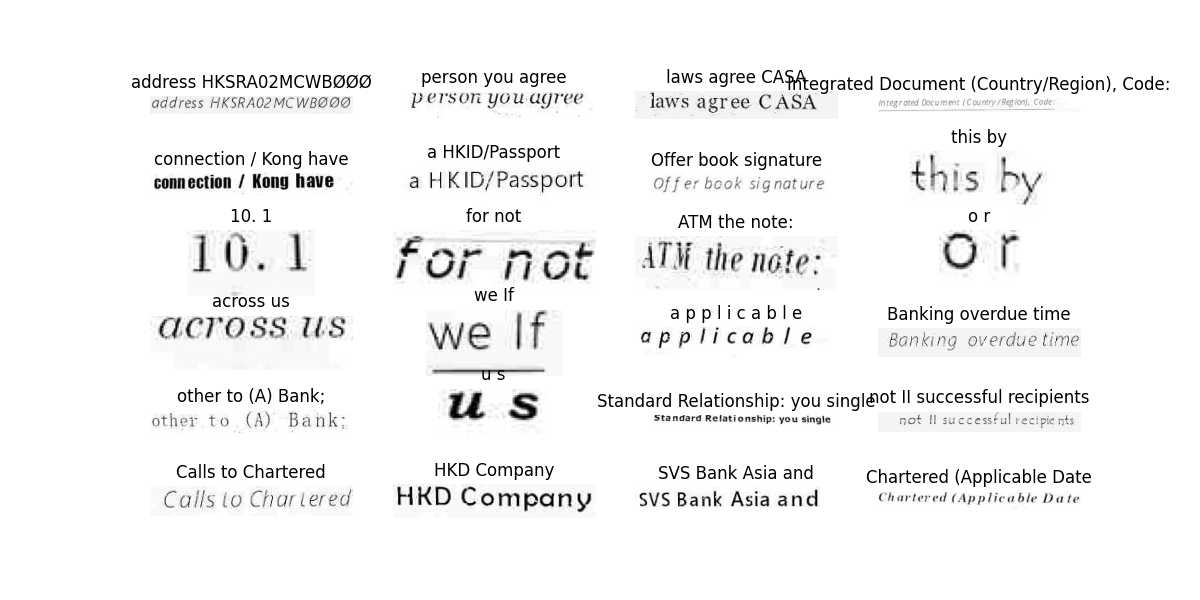 address HKSRA02MCWBØØØ
address HKSRA02MCWBØØØ
person you agree
person you agree
laws agree CASA
laws agree CASA
Integrated Document (Country/Region), Code:
Integrated Document (Country/Region), Code:
connection / Kong have
connection / Kong have
a HKID/Passport
a HKID/Passport
Offer book signature
Offer book signature
this by
this by
10. 1
10. 1
for not
for not
ATM the note:
ATM the note:
o r
o r
across us
across us
we If
we If
a p p l i c a b l e
a p p l i c a b l e
Banking overdue time
Banking overdue time
other to (A) Bank;
other to (A) Bank;
u s
u s
Standard Relationship: you single
Standard Relationship: you single
not II successful recipients
not II successful recipients
Calls to Chartered
Calls to Chartered
HKD Company
HKD Company
SVS Bank Asia and
SVS Bank Asia and
Chartered (Applicable Date
Chartered (Applicable Date